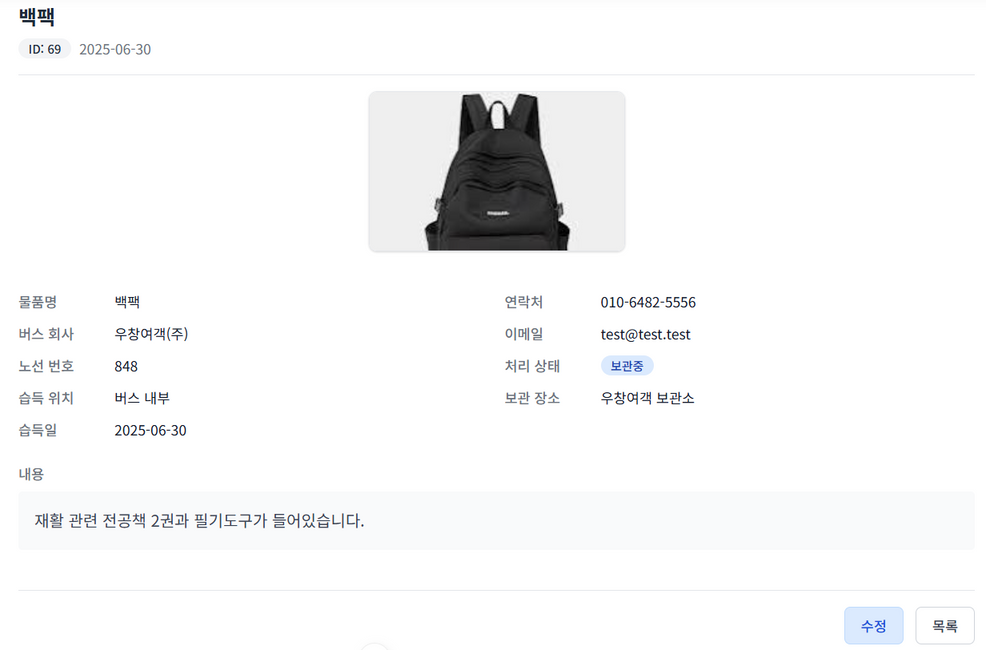 백팩
ID: 69 2025-06-30
물품명 백팩
버스 회사 우창여객(주)
노선 번호 848
습득 위치 버스 내부
습득일 2025-06-30
연락처 010-6482-5556
이메일 test@test.test
처리 상태 보관중
보관 장소 우창여객 보관소
내용
재활 관련 전공책 2권과 필기도구가 들어있습니다.
수정 목록